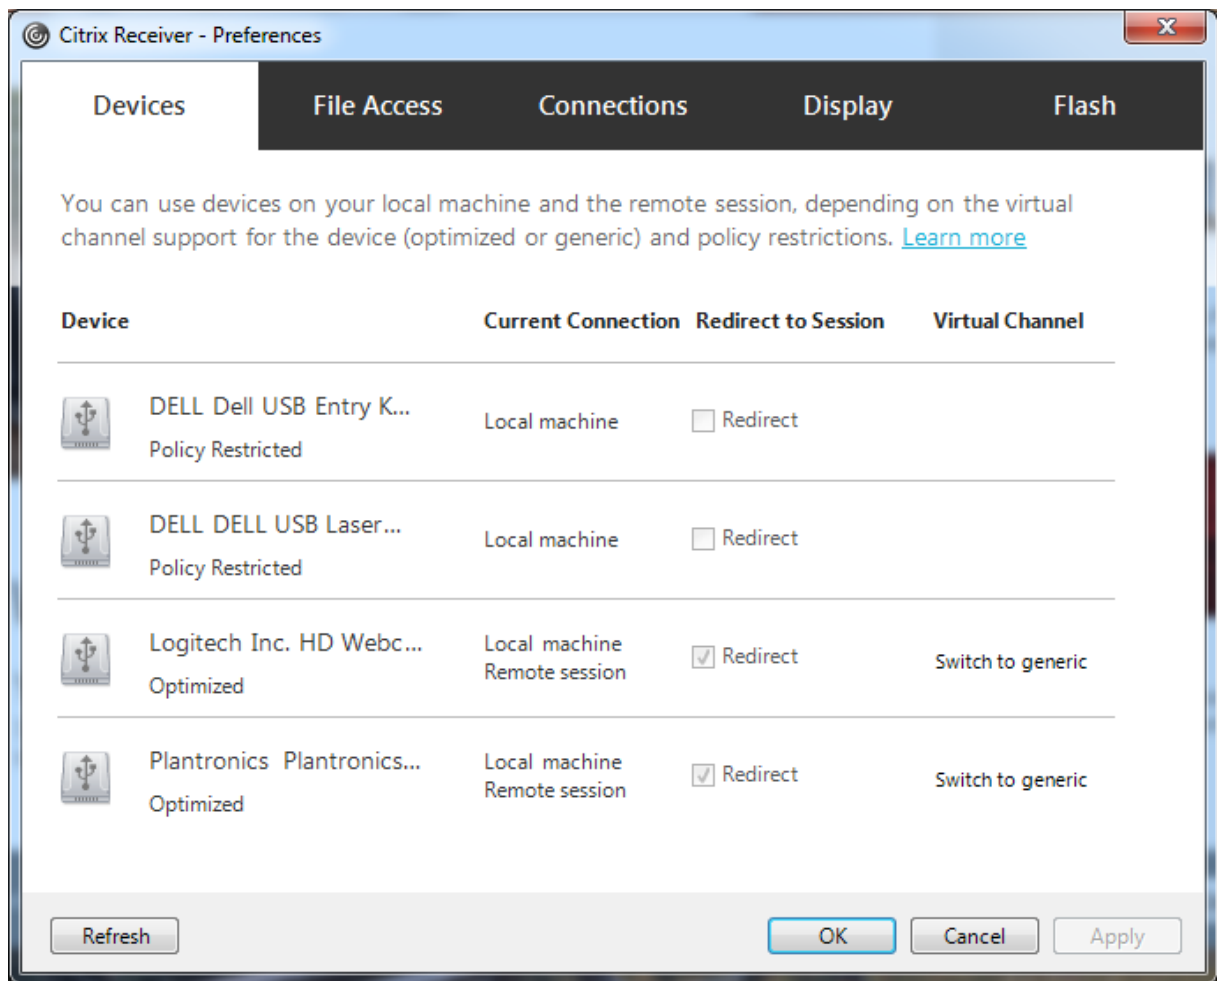 Citrix Receiver - Preferences
Devices File Access Connections Display Flash
You can use devices on your local machine and the remote session, depending on the virtual
channel support for the device (optimized or generic) and policy restrictions. Learn more
Device Current Connection Redirect to Session Virtual Channel
DELL Dell USB Entry K...
Policy Restricted
Local machine
Redirect
DELL DELL USB Laser...
Policy Restricted
Local machine
Redirect
Logitech Inc. HD Webc...
Optimized
Local machine
Remote session
Redirect
Switch to generic
Plantronics Plantronics...
Optimized
Local machine
Remote session
Redirect
Switch to generic
Refresh OK Cancel Apply